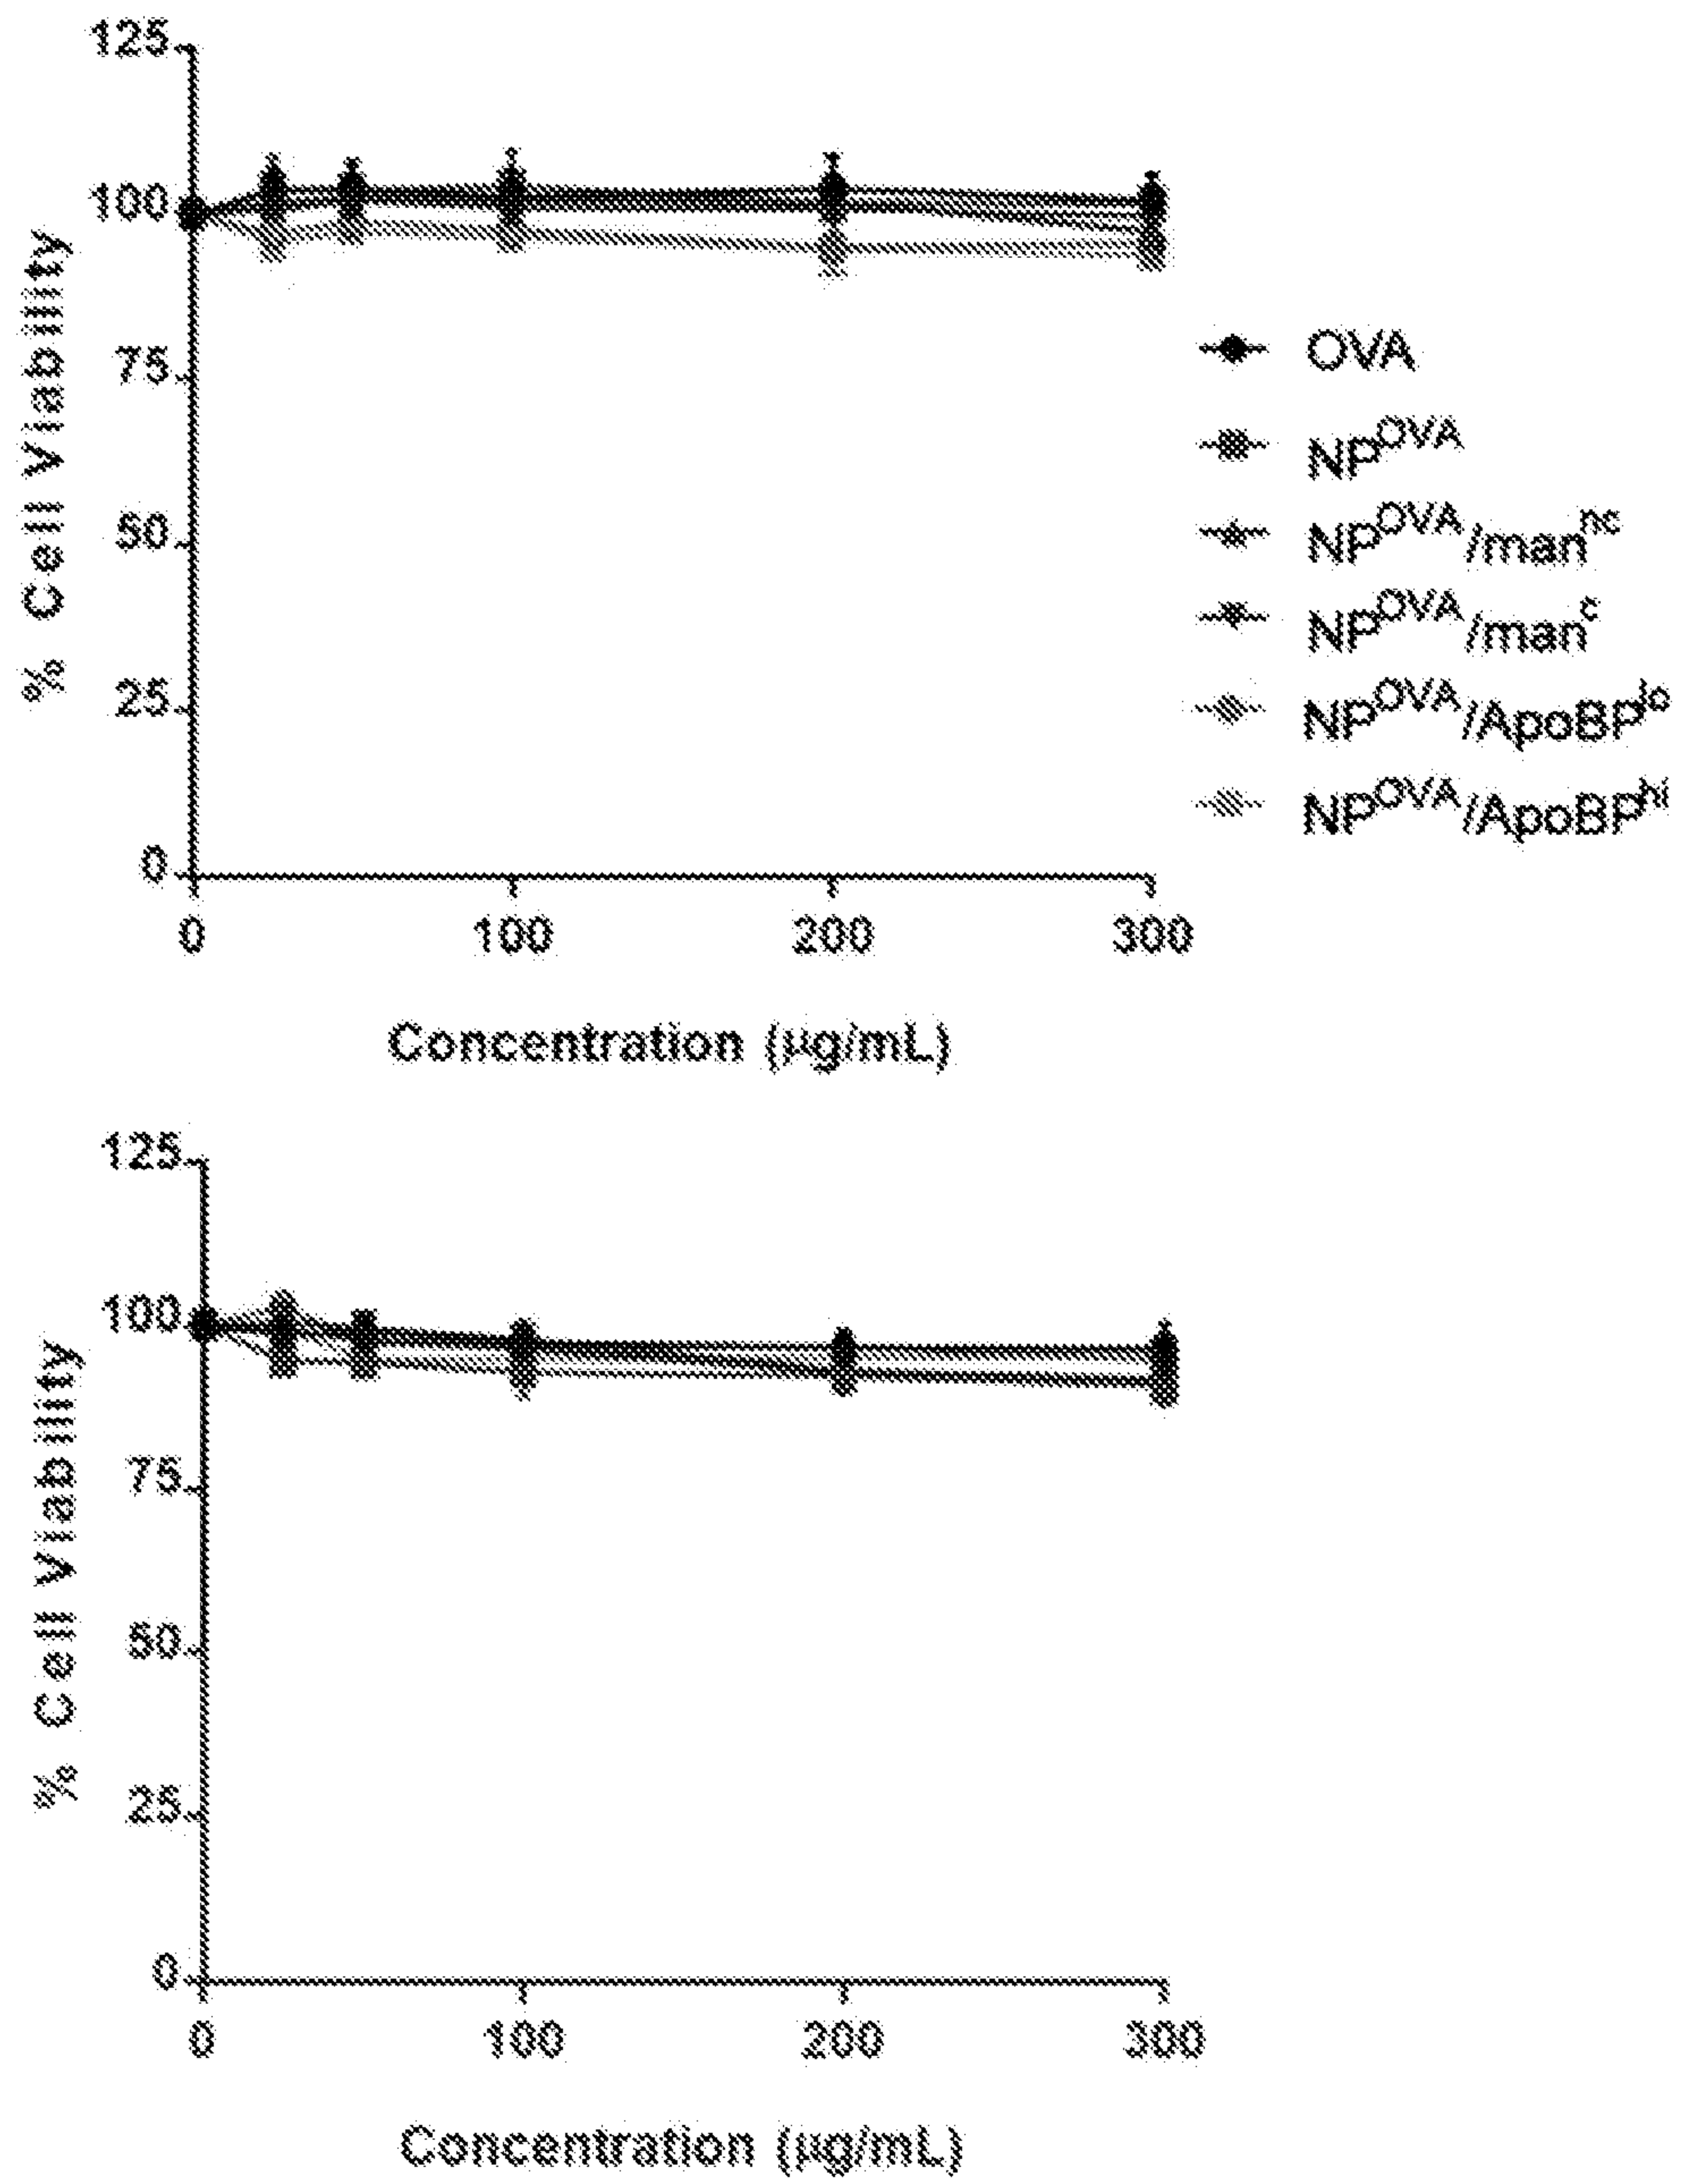 125
100
75
50
25
0
% Cell Viability
0 100 200 300
Concentration (µg/mL)
OVA
NP^OVA
NP^OVA/man^nc
NP^OVA/man^c
NP^OVA/ApoBP^lo
NP^OVA/ApoBP^hi
125
100
75
50
25
0
% Cell Viability
0 100 200 300
Concentration (µg/mL)